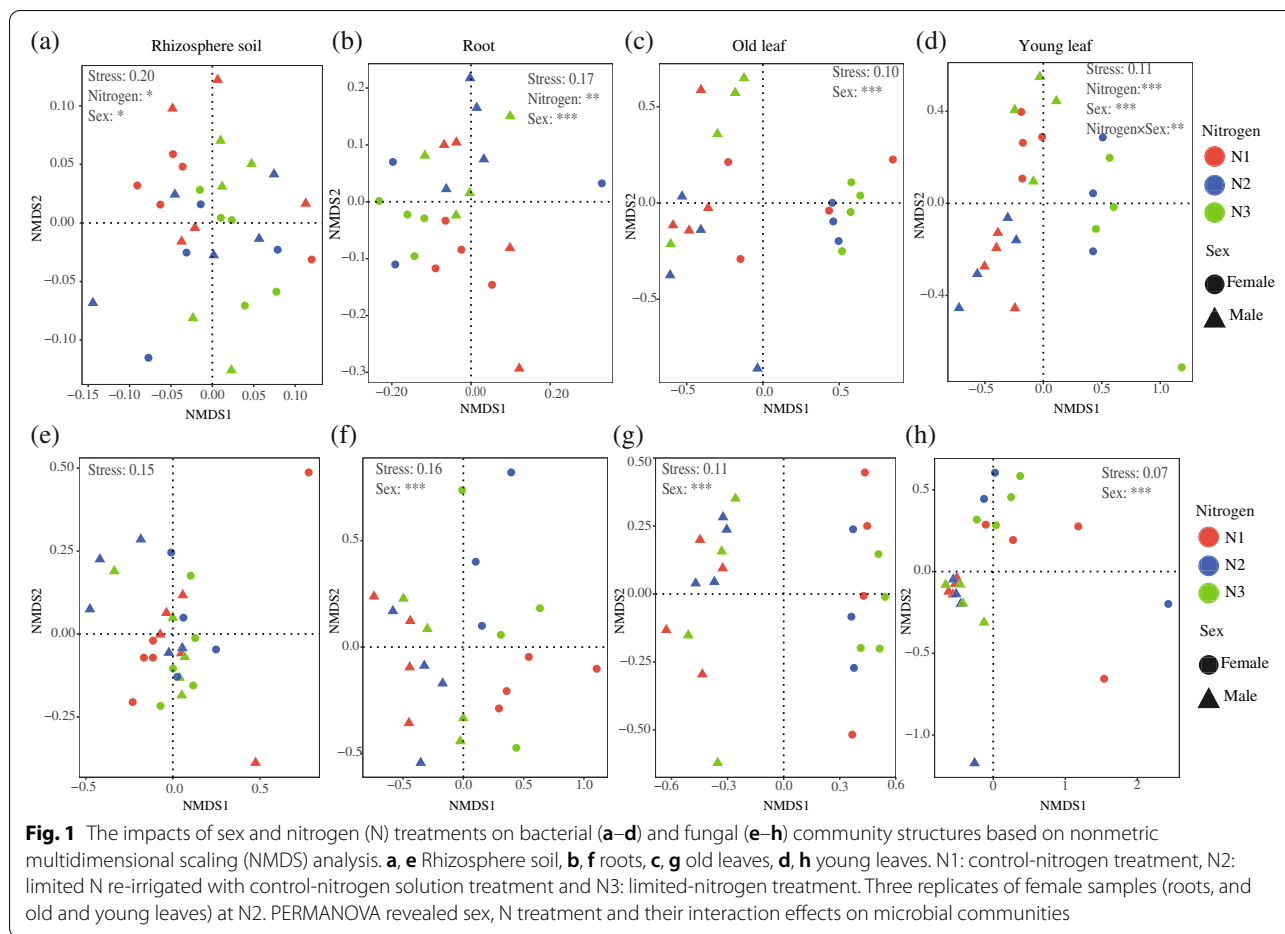 (a)
Rhizosphere soil
Stress: 0.20
Nitrogen: *
Sex: *
0.10
0.05
0.00
−0.05
−0.10
−0.15
−0.10
−0.05
0.00
0.05
0.10
NMDS2
NMDS1
(b)
Root
Stress: 0.17
Nitrogen: **
Sex: ***
0.2
0.1
0.0
−0.1
−0.2
−0.3
−0.20
0.00
0.20
NMDS2
NMDS1
(c)
Old leaf
Stress: 0.10
Sex: ***
0.5
0.0
−0.5
−0.5
0.0
0.5
NMDS2
NMDS1
(d)
Young leaf
Stress: 0.11
Nitrogen:***
Sex: ***
Nitrogen×Sex:**
0.4
0.0
−0.4
−0.5
0.0
0.5
1.0
NMDS2
NMDS1
Nitrogen
N1
N2
N3
Sex
Female
Male
(e)
Stress: 0.15
0.50
0.25
0.00
−0.25
−0.5
0.0
0.5
NMDS2
NMDS1
(f)
Stress: 0.16
Sex: ***
0.5
0.0
−0.5
−0.5
0.0
0.5
1.0
NMDS2
NMDS1
(g)
Stress: 0.11
Sex: ***
0.50
0.25
0.00
−0.25
−0.50
−0.6
−0.3
0.0
0.3
0.6
NMDS2
NMDS1
(h)
Stress: 0.07
Sex: ***
0.5
0.0
−0.5
−1.0
0
1
2
NMDS2
NMDS1
Nitrogen
N1
N2
N3
Sex
Female
Male
Fig. 1 The impacts of sex and nitrogen (N) treatments on bacterial (a–d) and fungal (e–h) community structures based on nonmetric
multidimensional scaling (NMDS) analysis. a, e Rhizosphere soil, b, f roots, c, g old leaves, d, h young leaves. N1: control-nitrogen treatment, N2:
limited N re-irrigated with control-nitrogen solution treatment and N3: limited-nitrogen treatment. Three replicates of female samples (roots, and
old and young leaves) at N2. PERMANOVA revealed sex, N treatment and their interaction effects on microbial communities